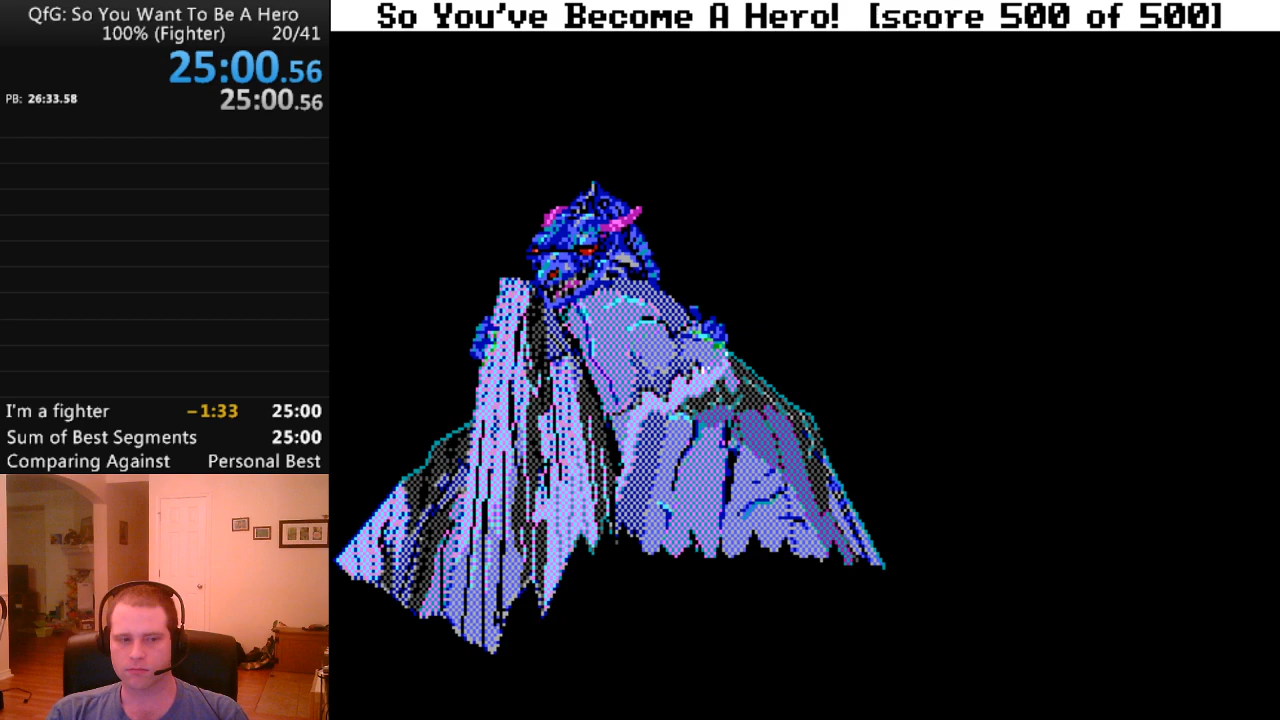 QfG: So You Want To Be A Hero
100% (Fighter) 20/41
25:00.56
PB: 26:33.58 25:00.56
I'm a fighter −1:33 25:00
Sum of Best Segments 25:00
Comparing Against Personal Best
So You've Become A Hero! [score 500 of 500]